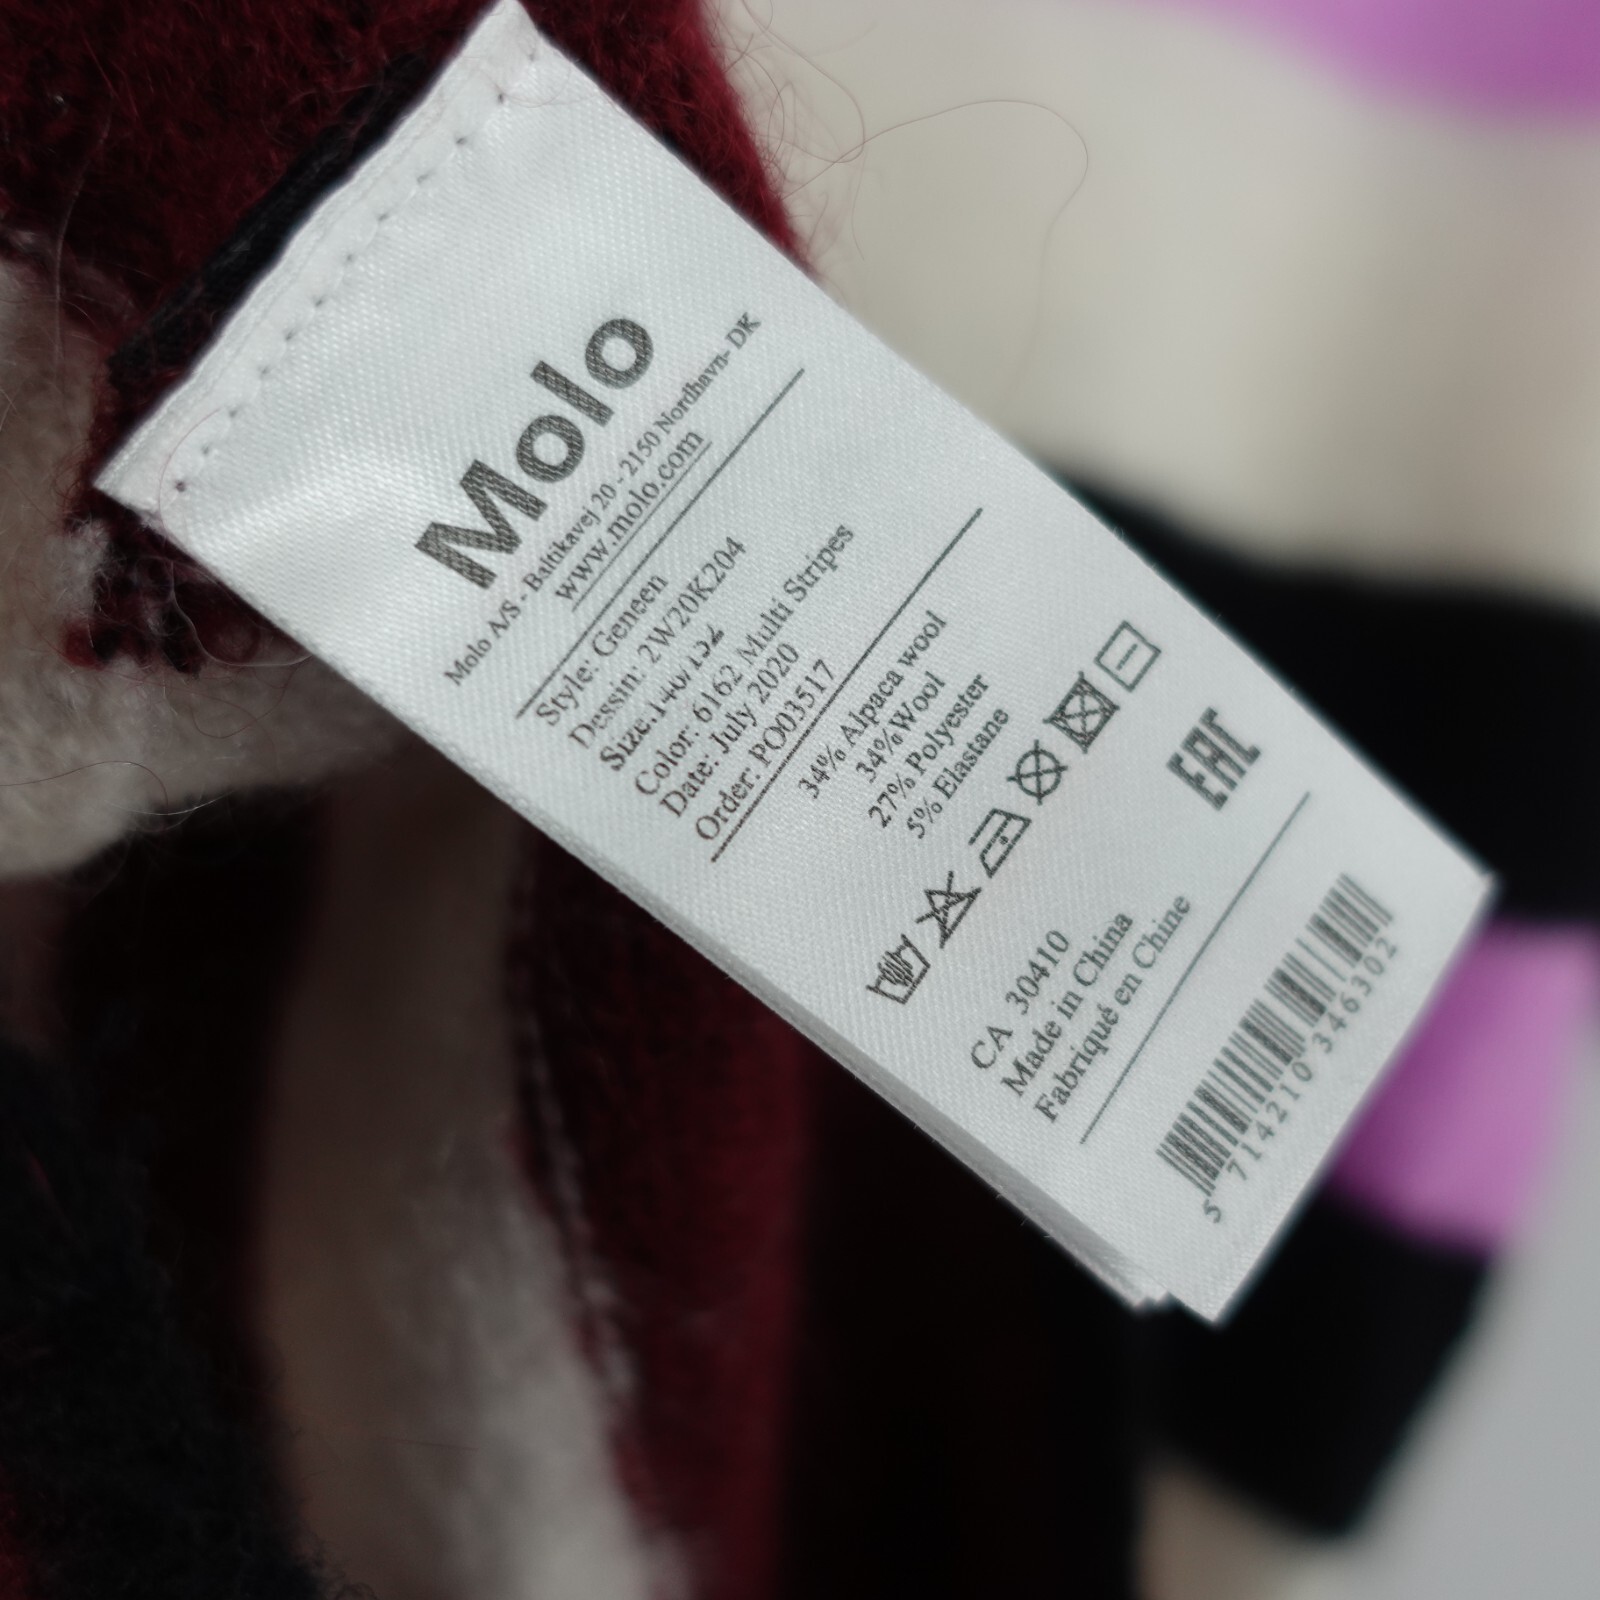 Molo
Molo A/S - Baltikavej 20 - 2150 Nordhavn- DK
www.molo.com
Style: Geneen
Dessin: 2W20K204
Size:140/152
Color: 6162 Multi Stripes
Date: July 2020
Order: PO03517
34% Alpaca wool
34%Wool
27% Polyester
5% Elastane
EAC
CA 30410
Made in China
Fabriqué en Chine
5 714210 346302